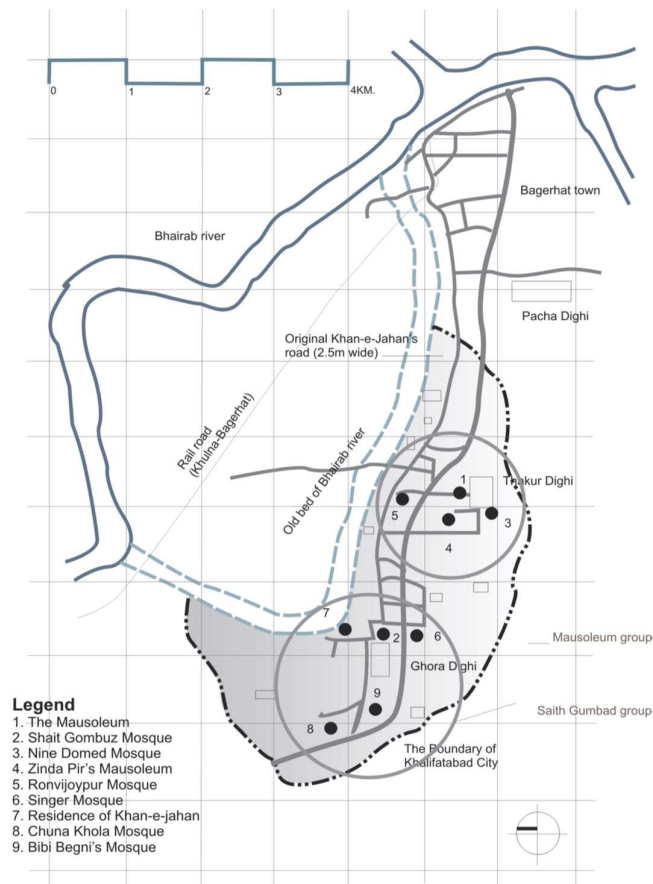 0 1 2 3 4KM.
Bagerhat town
Bhairab river
Pacha Dighi
Original Khan-e-Jahan's
road (2.5m wide)
Rail road
(Khulna-Bagerhat)
Old bed of Bhairab river
Thakur Dighi
1
5
3
4
7
2
6
Mausoleum group
Ghora Dighi
9
Saith Gumbad group
8
The Boundary of
Khalifatabad City
Legend
1. The Mausoleum
2. Shait Gombuz Mosque
3. Nine Domed Mosque
4. Zinda Pir's Mausoleum
5. Ronvijoypur Mosque
6. Singer Mosque
7. Residence of Khan-e-jahan
8. Chuna Khola Mosque
9. Bibi Begni's Mosque